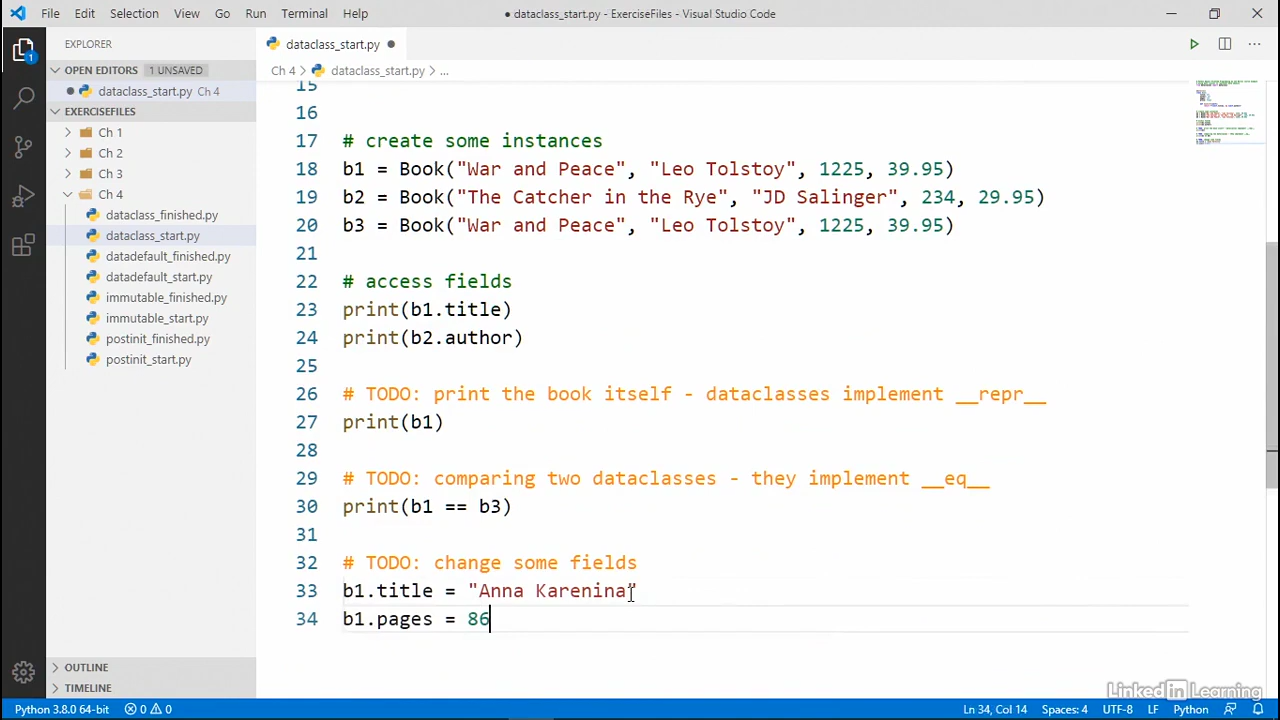 File Edit Selection View Go Run Terminal Help
● dataclass_start.py - ExerciseFiles - Visual Studio Code
EXPLORER
OPEN EDITORS 1 UNSAVED
● dataclass_start.py Ch 4
EXERCISEFILES
Ch 1
Ch 2
Ch 3
Ch 4
dataclass_finished.py
dataclass_start.py
datadefault_finished.py
datadefault_start.py
immutable_finished.py
immutable_start.py
postinit_finished.py
postinit_start.py
OUTLINE
TIMELINE
1
dataclass_start.py ●
Ch 4 > dataclass_start.py > ...
15
16
17 # create some instances
18 b1 = Book("War and Peace", "Leo Tolstoy", 1225, 39.95)
19 b2 = Book("The Catcher in the Rye", "JD Salinger", 234, 29.95)
20 b3 = Book("War and Peace", "Leo Tolstoy", 1225, 39.95)
21
22 # access fields
23 print(b1.title)
24 print(b2.author)
25
26 # TODO: print the book itself - dataclasses implement __repr__
27 print(b1)
28
29 # TODO: comparing two dataclasses - they implement __eq__
30 print(b1 == b3)
31
32 # TODO: change some fields
33 b1.title = "Anna Karenina"
34 b1.pages = 86
Linked in Learning
Python 3.8.0 64-bit 0 0 Ln 34, Col 14 Spaces: 4 UTF-8 LF Python